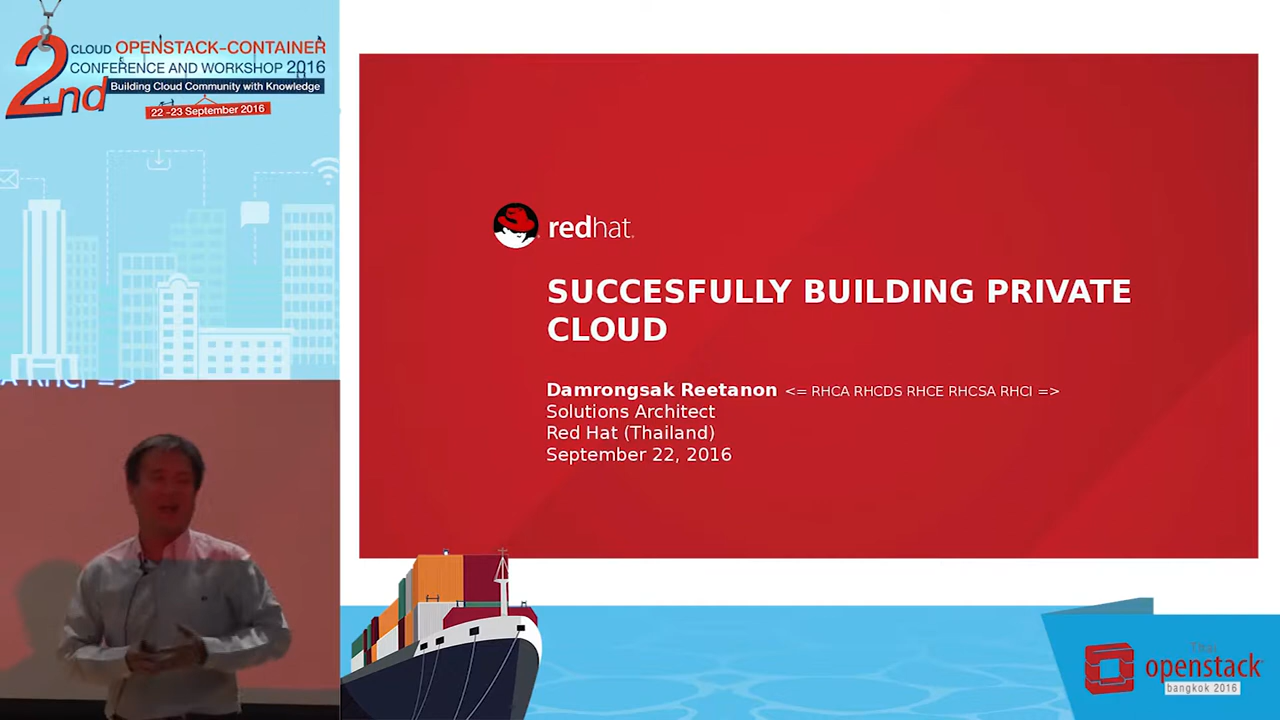 2nd
CLOUD OPENSTACK-CONTAINER
CONFERENCE AND WORKSHOP 2016
Building Cloud Community with Knowledge
22 -23 September 2016
redhat.
SUCCESFULLY BUILDING PRIVATE
CLOUD
Damrongsak Reetanon <= RHCA RHCDS RHCE RHCSA RHCI =>
Solutions Architect
Red Hat (Thailand)
September 22, 2016
RHCI =>
openstack
bangkok 2016